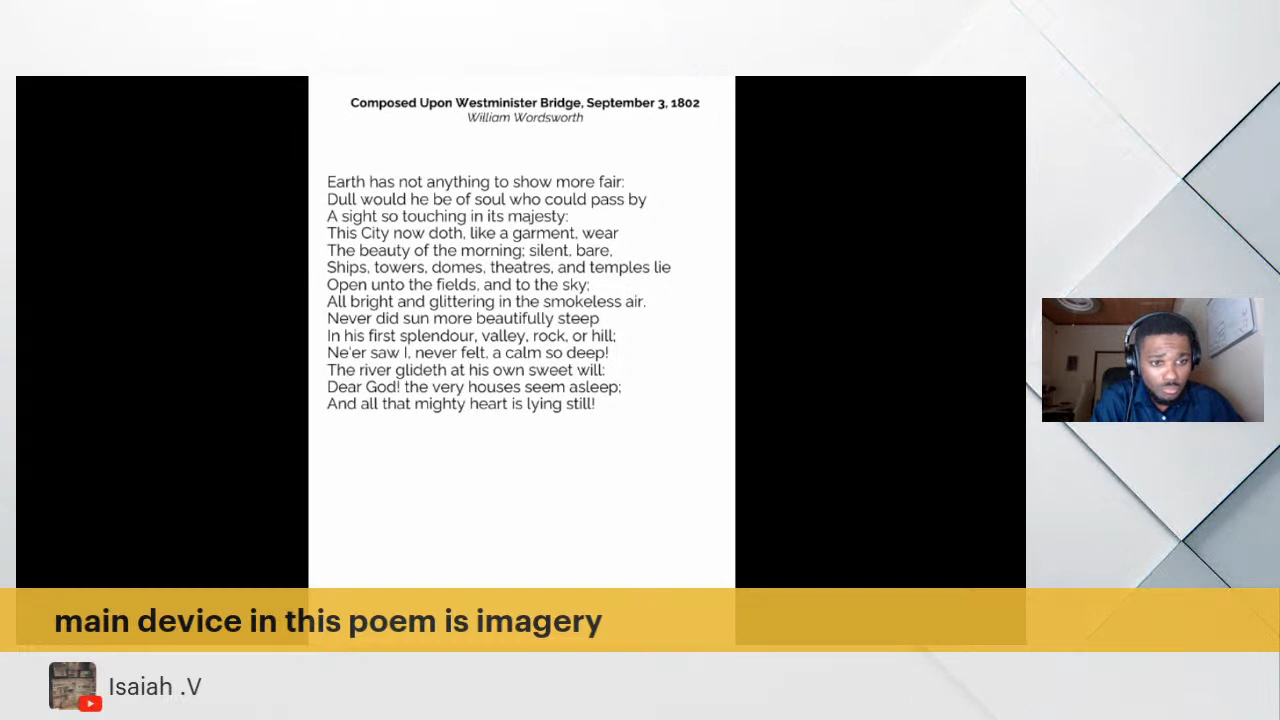 Composed Upon Westminister Bridge, September 3, 1802
William Wordsworth
Earth has not anything to show more fair:
Dull would he be of soul who could pass by
A sight so touching in its majesty:
This City now doth, like a garment, wear
The beauty of the morning; silent, bare,
Ships, towers, domes, theatres, and temples lie
Open unto the fields, and to the sky;
All bright and glittering in the smokeless air.
Never did sun more beautifully steep
In his first splendour, valley, rock, or hill;
Ne'er saw I, never felt, a calm so deep!
The river glideth at his own sweet will:
Dear God! the very houses seem asleep;
And all that mighty heart is lying still!
main device in this poem is imagery
Isaiah .V